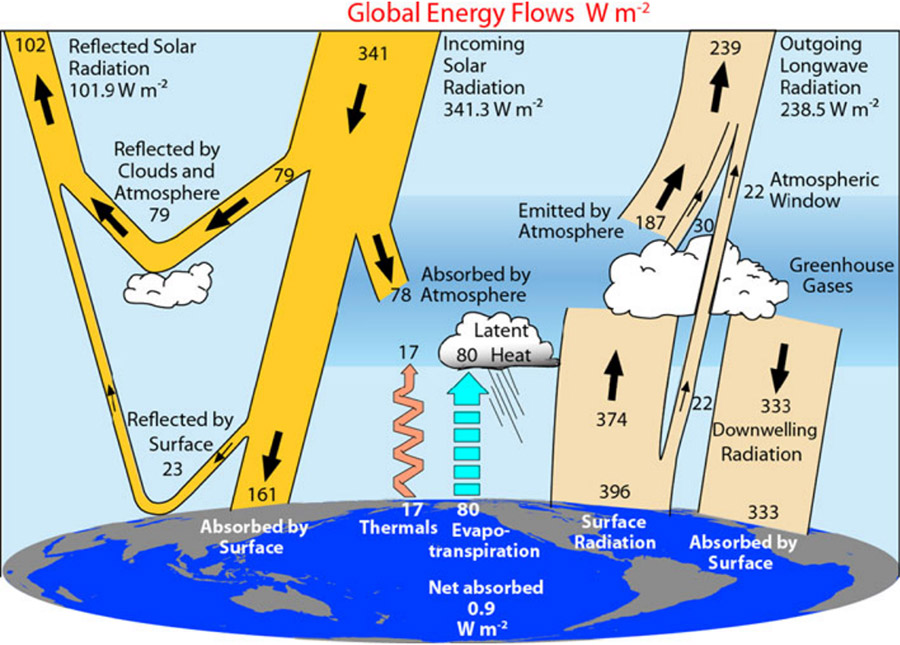 Global Energy Flows W m-2
102
Reflected Solar
Radiation
101.9 W m-2
341
Incoming
Solar
Radiation
341.3 W m-2
239
Outgoing
Longwave
Radiation
238.5 W m-2
Reflected by
Clouds and
Atmosphere
79
79
Emitted by
Atmosphere
187
30
22
Atmospheric
Window
Greenhouse
Gases
78
Absorbed by
Atmosphere
Latent
80 Heat
17
374
22
333
Downwelling
Radiation
Reflected by
Surface
23
161
Absorbed by
Surface
17
Thermals
80
Evapo-
transpiration
396
Surface
Radiation
333
Absorbed by
Surface
Net absorbed
0.9
W m-2